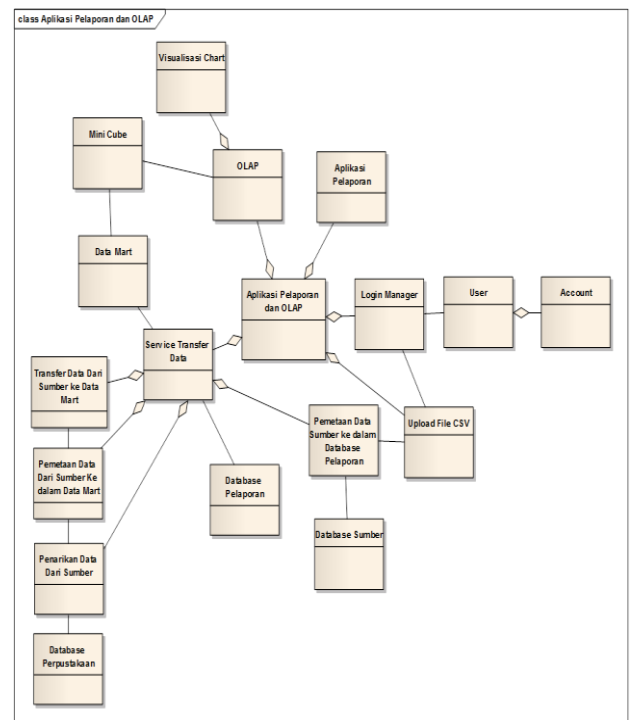 class Aplikasi Pelaporan dan OLAP
Visualisasi Chart
Mini Cube
OLAP
Aplikasi
Pelaporan
Data Mart
Aplikasi Pelaporan
dan OLAP
Login Manager
User
Account
Service Transfer
Data
Transfer Data Dari
Sumber ke Data
Mart
Pemetaan Data
Sumber ke dalam
Database
Pelaporan
Upload File CSV
Pemetaan Data
Dari Sumber Ke
dalam Data Mart
Database
Pelaporan
Database Sumber
Penarikan Data
Dari Sumber
Database
Perpustakaan